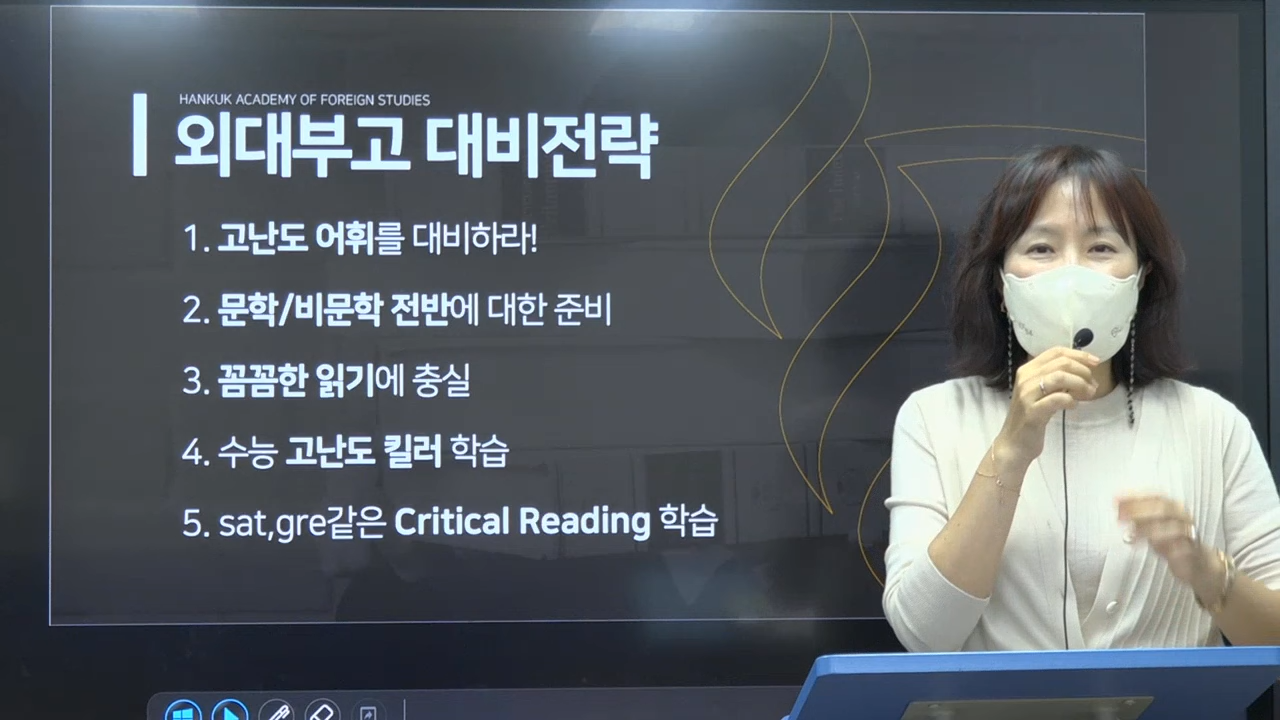 HANKUK ACADEMY OF FOREIGN STUDIES
외대부고 대비전략
1. 고난도 어휘를 대비하라!
2. 문학/비문학 전반에 대한 준비
3. 꼼꼼한 읽기에 충실
4. 수능 고난도 킬러 학습
5. sat,gre같은 Critical Reading 학습